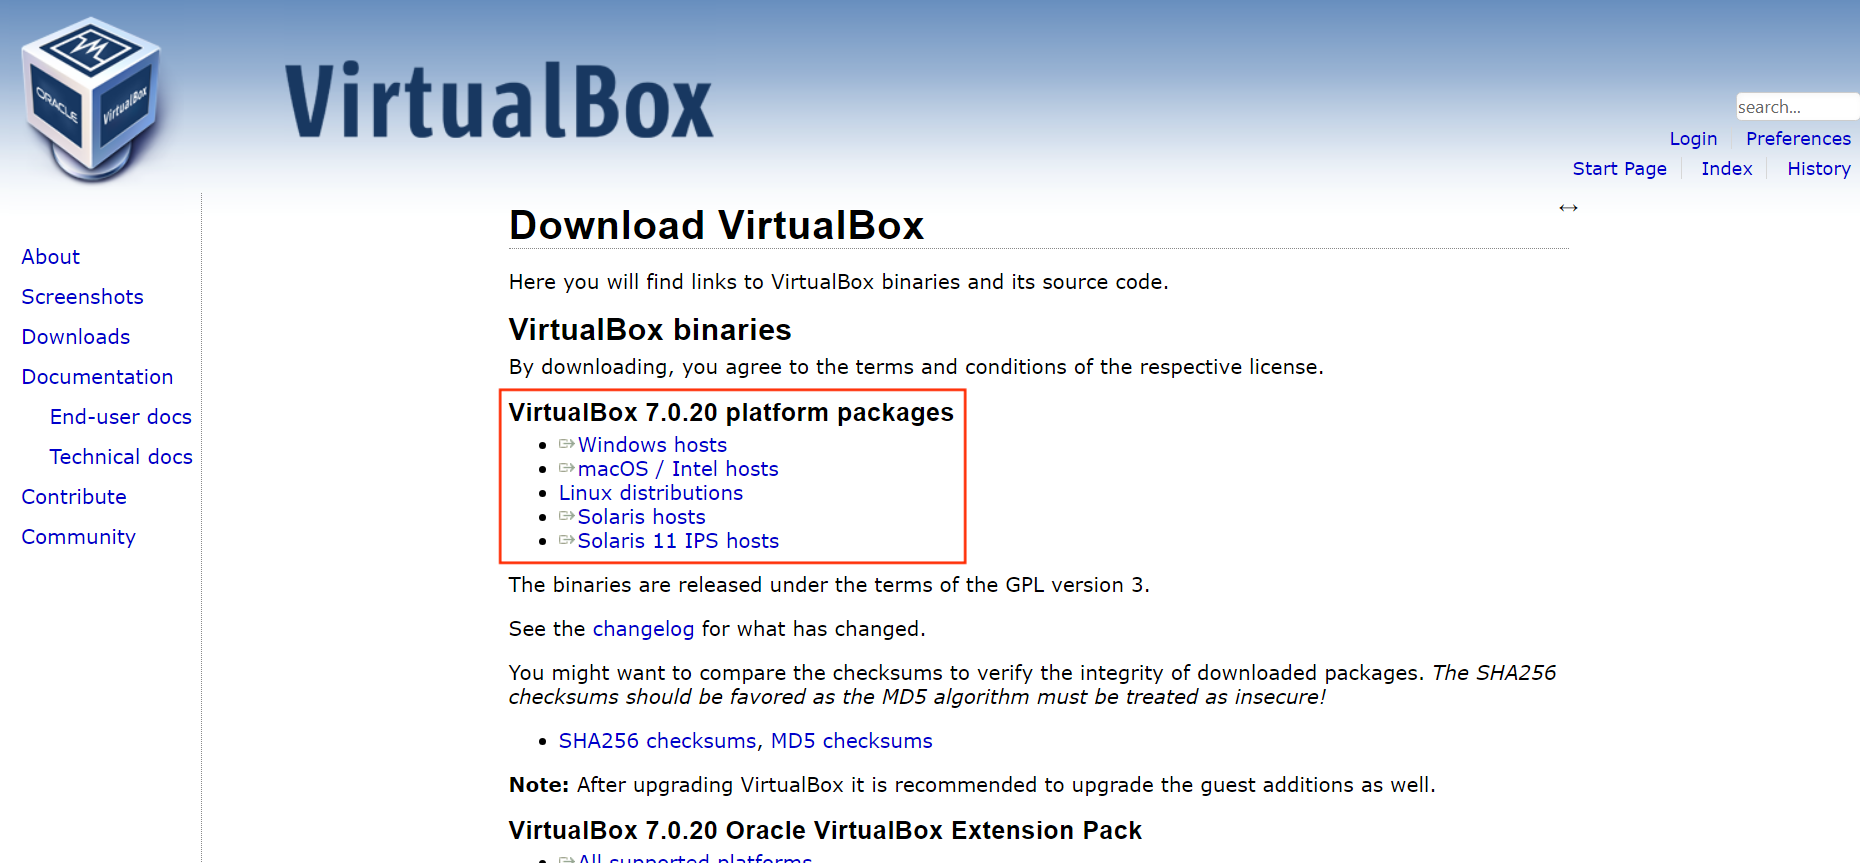 ORACLE
VirtualBox
VirtualBox
search...
Login Preferences
Start Page Index History
About
Screenshots
Downloads
Documentation
End-user docs
Technical docs
Contribute
Community
Download VirtualBox
Here you will find links to VirtualBox binaries and its source code.
VirtualBox binaries
By downloading, you agree to the terms and conditions of the respective license.
VirtualBox 7.0.20 platform packages
Windows hosts
macOS / Intel hosts
Linux distributions
Solaris hosts
Solaris 11 IPS hosts
The binaries are released under the terms of the GPL version 3.
See the changelog for what has changed.
You might want to compare the checksums to verify the integrity of downloaded packages. The SHA256
checksums should be favored as the MD5 algorithm must be treated as insecure!
SHA256 checksums, MD5 checksums
Note: After upgrading VirtualBox it is recommended to upgrade the guest additions as well.
VirtualBox 7.0.20 Oracle VirtualBox Extension Pack
All supported platforms